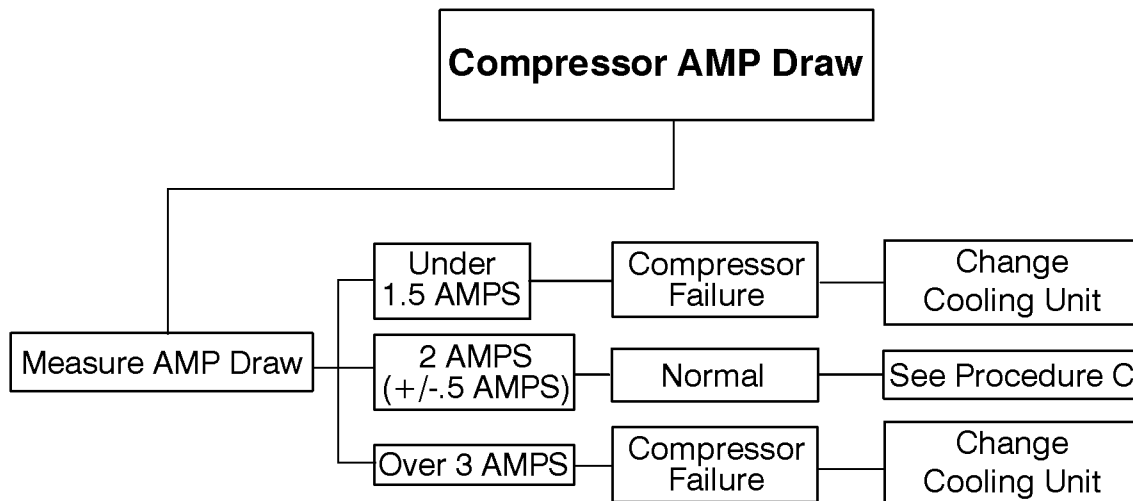 Compressor AMP Draw
Under
1.5 AMPS
Compressor
Failure
Change
Cooling Unit
Measure AMP Draw
2 AMPS
(+/-.5 AMPS)
Normal
See Procedure C
Over 3 AMPS
Compressor
Failure
Change
Cooling Unit